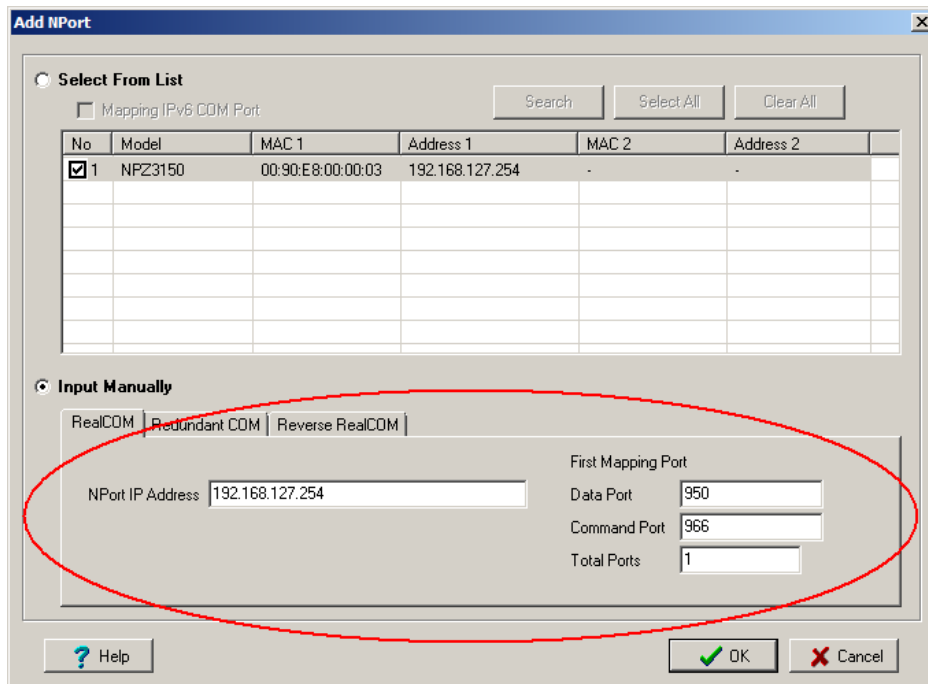 Add NPort
Select From List
Mapping IPv6 COM Port
Search Select All Clear All
No Model MAC 1 Address 1 MAC 2 Address 2
1 NPZ3150 00:90:E8:00:00:03 192.168.127.254 - -
Input Manually
RealCOM Redundant COM Reverse RealCOM
First Mapping Port
NPort IP Address 192.168.127.254 Data Port 950
Command Port 966
Total Ports 1
? Help OK Cancel